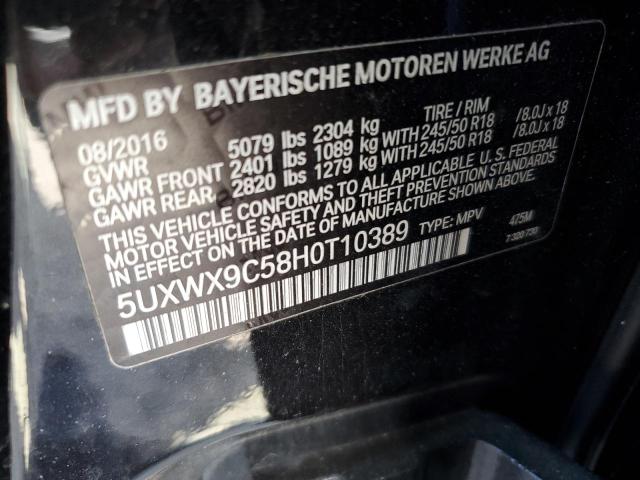 MFD BY BAYERISCHE MOTOREN WERKE AG
08/2016 TIRE / RIM
GVWR 5079 lbs 2304 kg
GAWR FRONT 2401 lbs 1089 kg WITH 245/50 R18 /8.0J x 18
GAWR REAR 2820 lbs 1279 kg WITH 245/50 R18 /8.0J x 18
THIS VEHICLE CONFORMS TO ALL APPLICABLE U.S. FEDERAL
MOTOR VEHICLE SAFETY AND THEFT PREVENTION STANDARDS
IN EFFECT ON THE DATE OF MANUFACTURE SHOWN ABOVE.
5UXWX9C58H0T10389 TYPE: MPV 475M
7 300 730